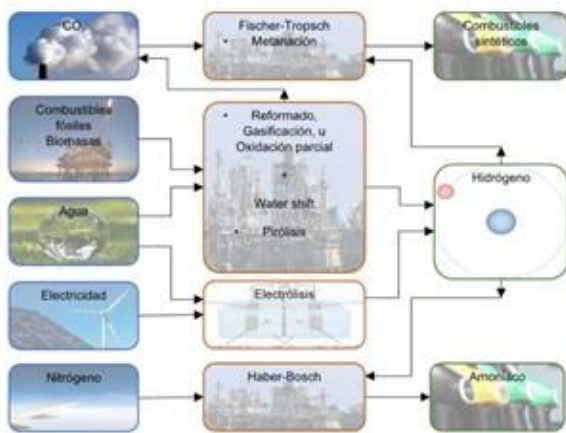 CO₂
Fischer-Tropsch
• Metanación
Combustibles
sintéticos
Combustibles
fósiles
Biomasas
• Reformado,
Gasificación, u
Oxidación parcial
+
Water shift
• Pirólisis
Hidrógeno
Agua
Electricidad
Electrólisis
Nitrógeno
Haber-Bosch
Amoníaco